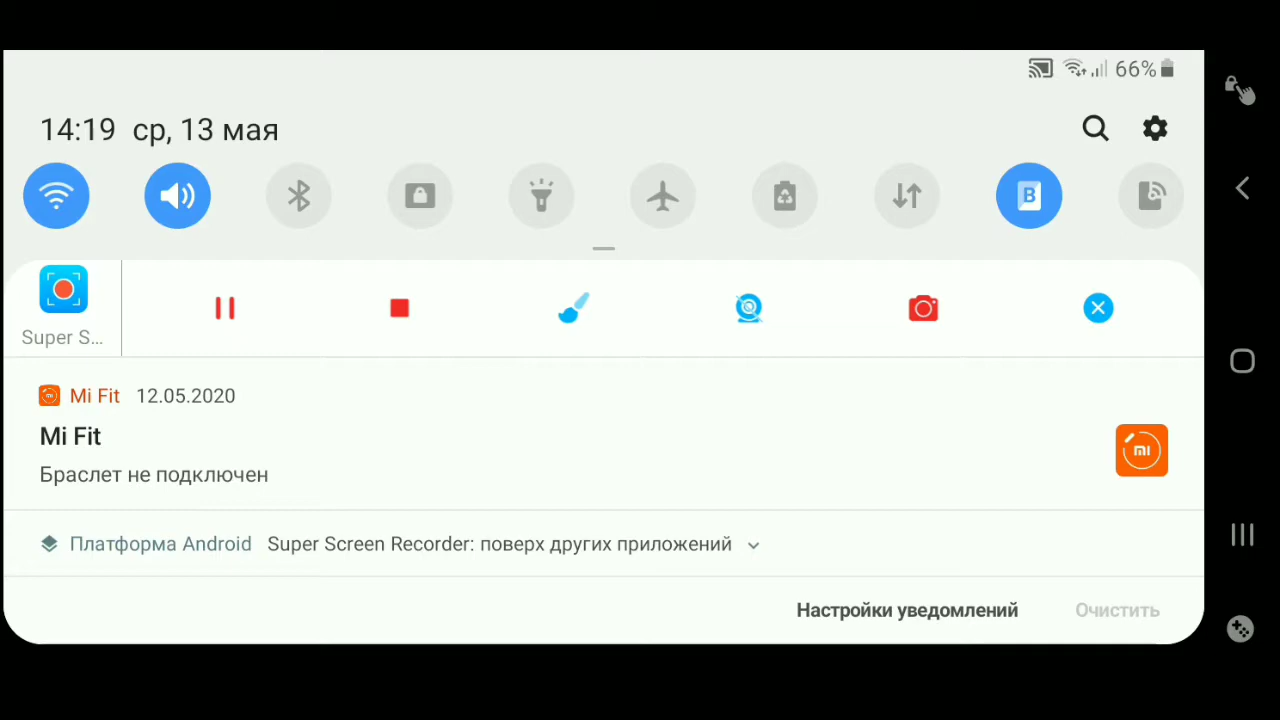 66%
14:19 ср, 13 мая
B
Super S...
Mi Fit 12.05.2020
Mi Fit
Браслет не подключен
Платформа Android Super Screen Recorder: поверх других приложений
Настройки уведомлений Очистить